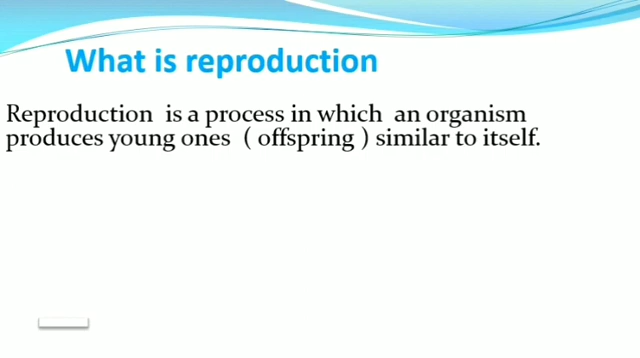 What is reproduction
Reproduction is a process in which an organism
produces young ones ( offspring ) similar to itself.